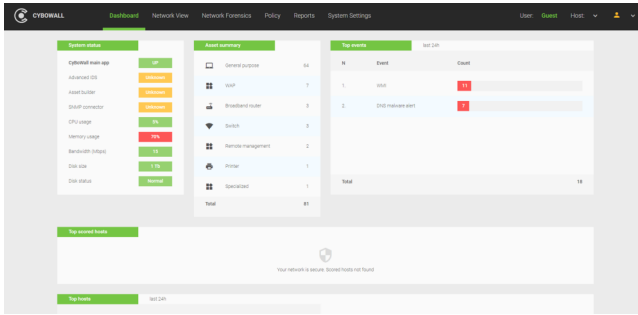 CYBOWALL Dashboard Network View Network Forensics Policy Reports System Settings User: Guest Host:
System status
CyBoWall main app UP
Advanced IDS Unknown
Asset builder Unknown
SNMP connector Unknown
CPU usage 5%
Memory usage 70%
Bandwidth (Mbps) 10
Disk size 1 TB
Disk status Normal
Asset summary
General purpose 64
WAP 7
Broadband router 3
Switch 3
Remote management 2
Printer 1
Specialized 1
Total 81
Top events last 24h
N Event Count
1 11
2 DNS malware alert 7
Total 18
Top scored hosts
Your network is secure. Scored hosts not found
Top hosts last 24h